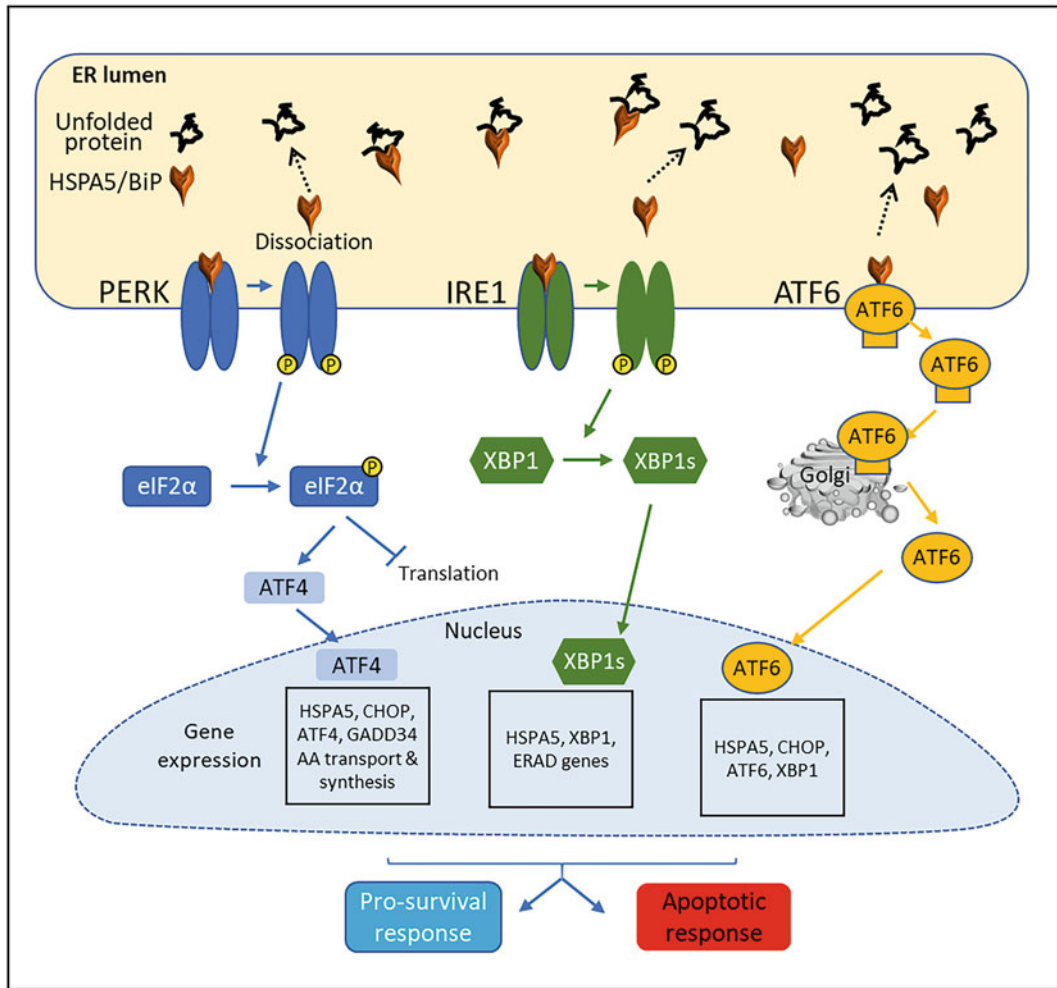 ER lumen
Unfolded
protein
HSPA5/BiP
Dissociation
PERK
IRE1
ATF6
ATF6
P
P
P
P
ATF6
ATF6
Golgi
XBP1
XBP1s
P
eIF2α
eIF2α
ATF6
Translation
ATF4
Nucleus
ATF4
XBP1s
ATF6
Gene
expression
HSPA5, CHOP,
ATF4, GADD34
AA transport &
synthesis
HSPA5, XBP1,
ERAD genes
HSPA5, CHOP,
ATF6, XBP1
Pro-survival
response
Apoptotic
response